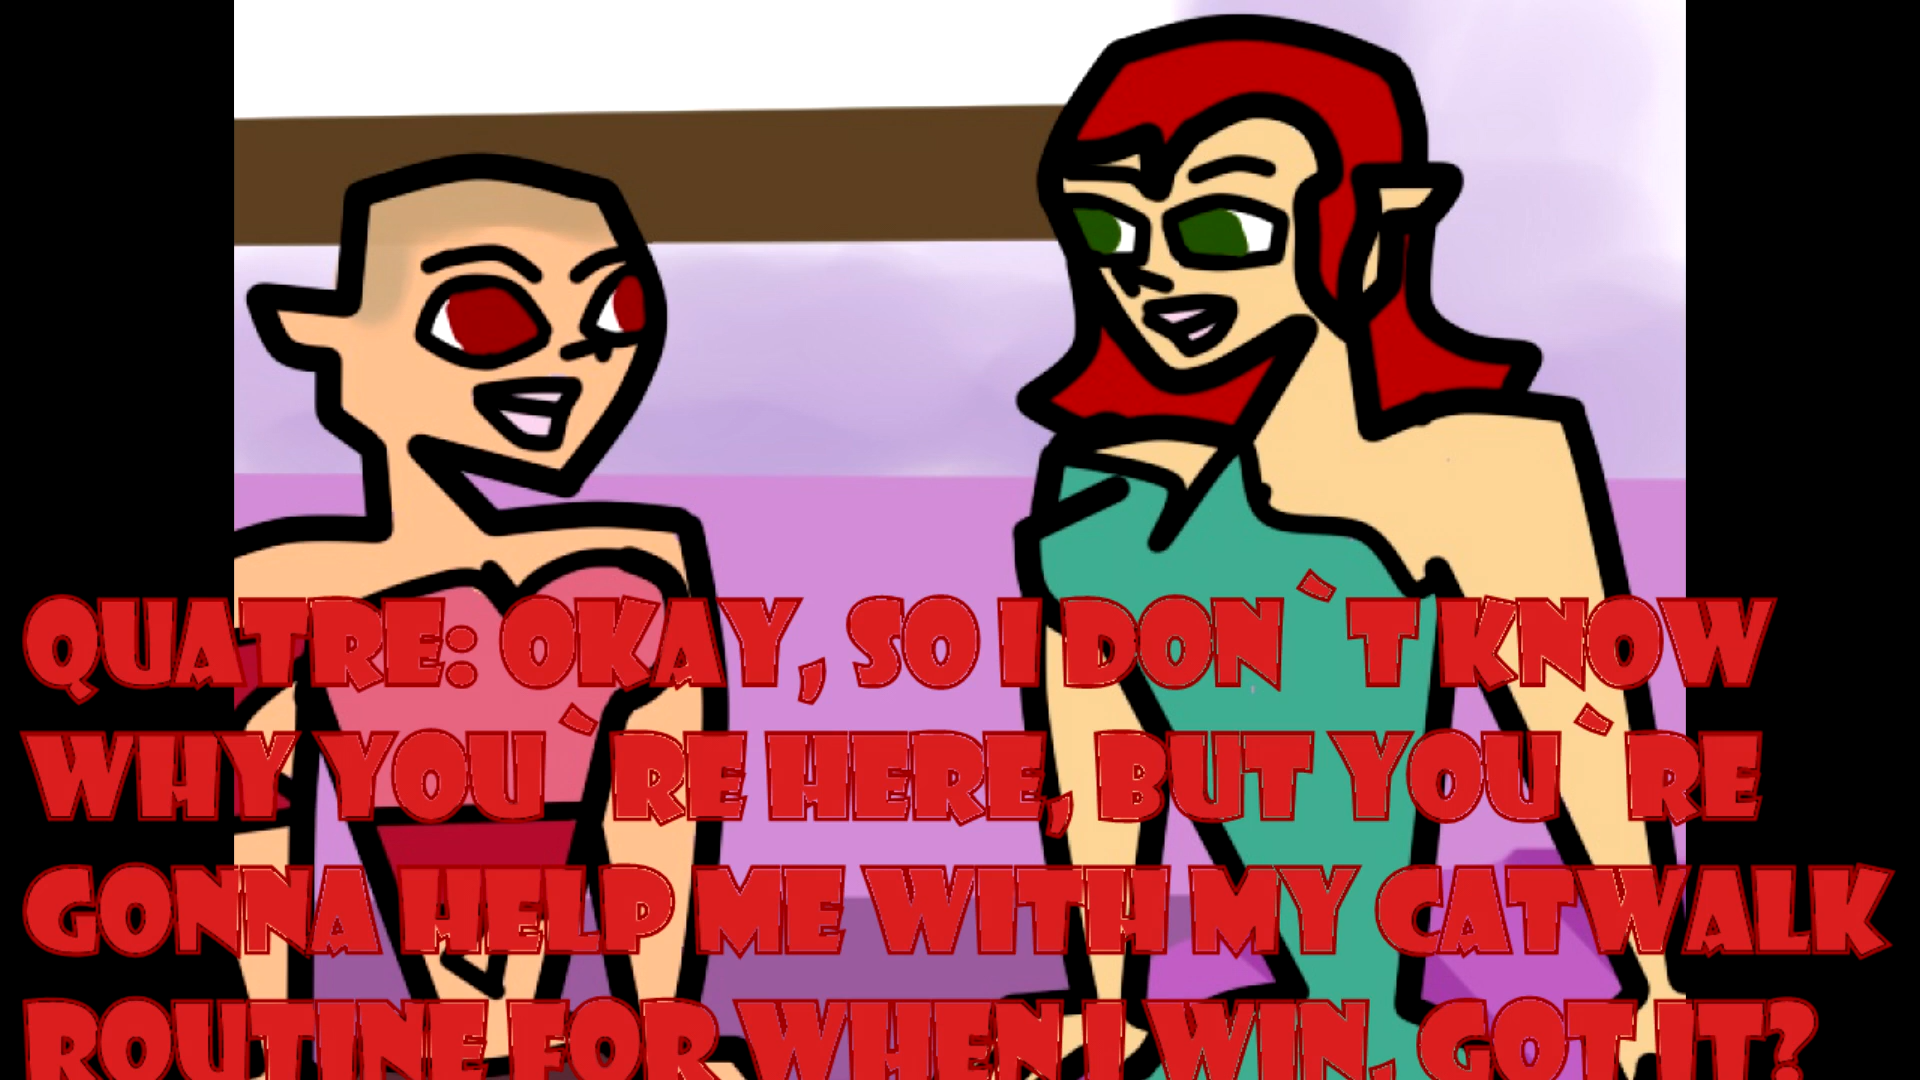 QUATRE: OKAY, SO I DON`T KNOW
WHY YOU`RE HERE, BUT YOU`RE
GONNA HELP ME WITH MY CATWALK
ROUTINE FOR WHEN I WIN. GOT IT?